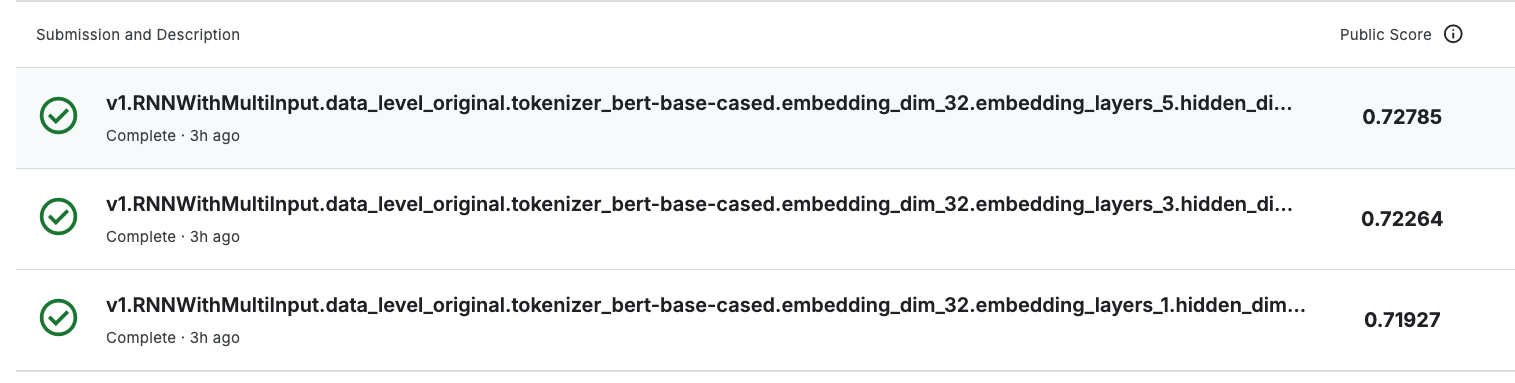 Submission and Description Public Score
v1.RNNWithMultiInput.data_level_original.tokenizer_bert-base-cased.embedding_dim_32.embedding_layers_5.hidden_di... 0.72785
Complete · 3h ago
v1.RNNWithMultiInput.data_level_original.tokenizer_bert-base-cased.embedding_dim_32.embedding_layers_3.hidden_di... 0.72264
Complete · 3h ago
v1.RNNWithMultiInput.data_level_original.tokenizer_bert-base-cased.embedding_dim_32.embedding_layers_1.hidden_dim... 0.71927
Complete · 3h ago